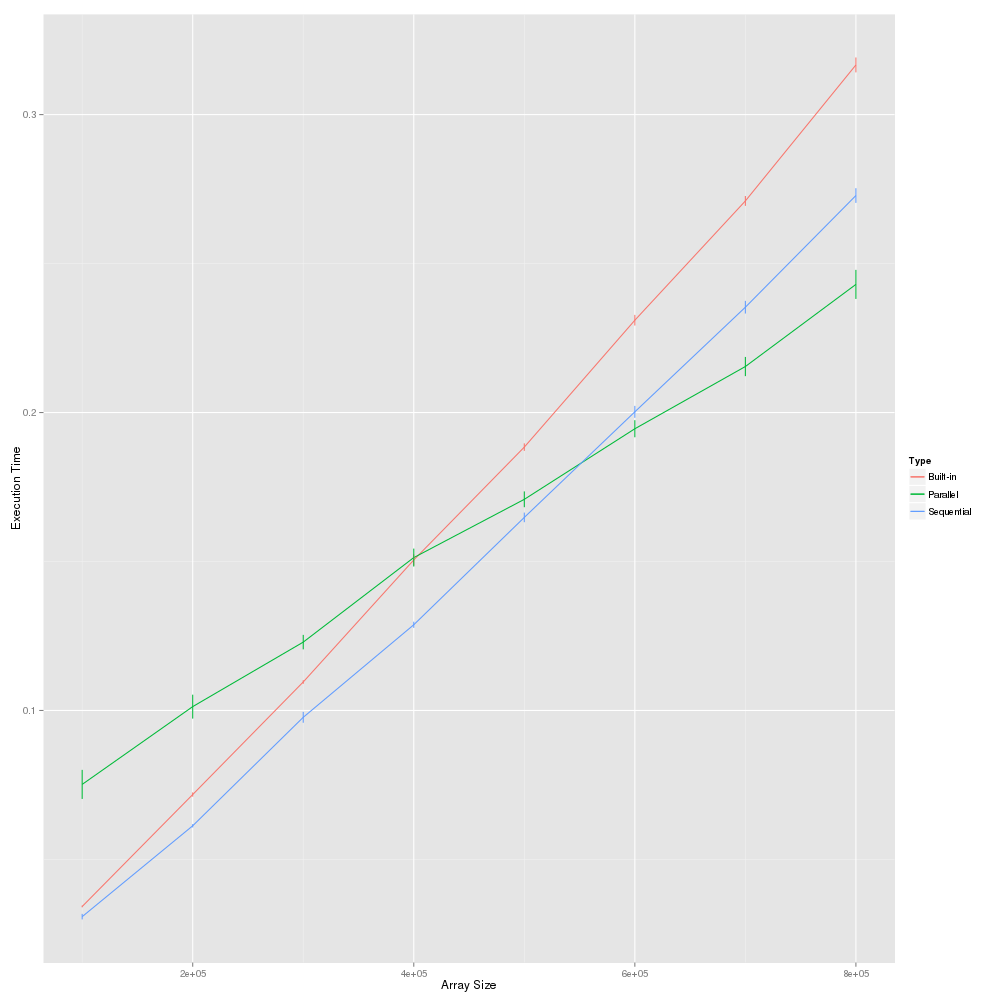 0.3
0.2
0.1
Execution Time
2e+05
4e+05
6e+05
8e+05
Array Size
Type
Built-in
Parallel
Sequential